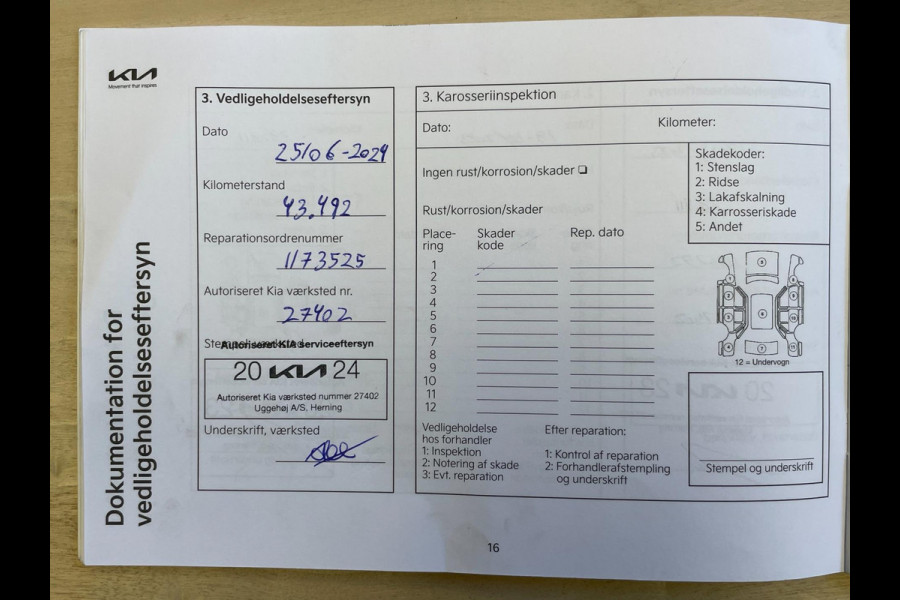 KIA
Movement that inspires
Dokumentation for
vedligeholdelseseftersyn
3. Vedligeholdelseseftersyn
Dato
25/06-2024
Kilometerstand
43.492
Reparationsordrenummer
1173525
Autoriseret Kia værksted nr.
27402
Autoriseret KIA serviceeftersyn
20 KIA 24
Autoriseret Kia værksted nummer 27402
Uggehøj A/S, Herning
Underskrift, værksted
3. Karosseriinspektion
Dato:
Kilometer:
Ingen rust/korrosion/skader ❏
Rust/korrosion/skader
Place-
ring
Skader
kode
Rep. dato
1
2
3
4
5
6
7
8
9
10
11
12
Skadekoder:
1: Stenslag
2: Ridse
3: Lakafskalning
4: Karrosseriskade
5: Andet
12 = Undervogn
Vedligeholdelse
hos forhandler
1: Inspektion
2: Notering af skade
3: Evt. reparation
Efter reparation:
1: Kontrol af reparation
2: Forhandlerafstempling
og underskrift
Stempel og underskrift
16